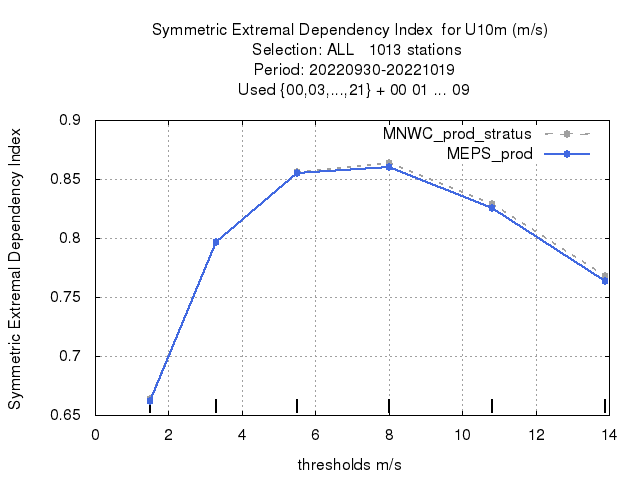 Symmetric Extremal Dependency Index  for U10m (m/s)
Selection: ALL   1013 stations
Period: 20220930-20221019
Used {00,03,...,21} + 00 01 ... 09
Symmetric Extremal Dependency Index
MNWC_prod_stratus
MEPS_prod
0.9
0.85
0.8
0.75
0.7
0.65
0 2 4 6 8 10 12 14
thresholds m/s